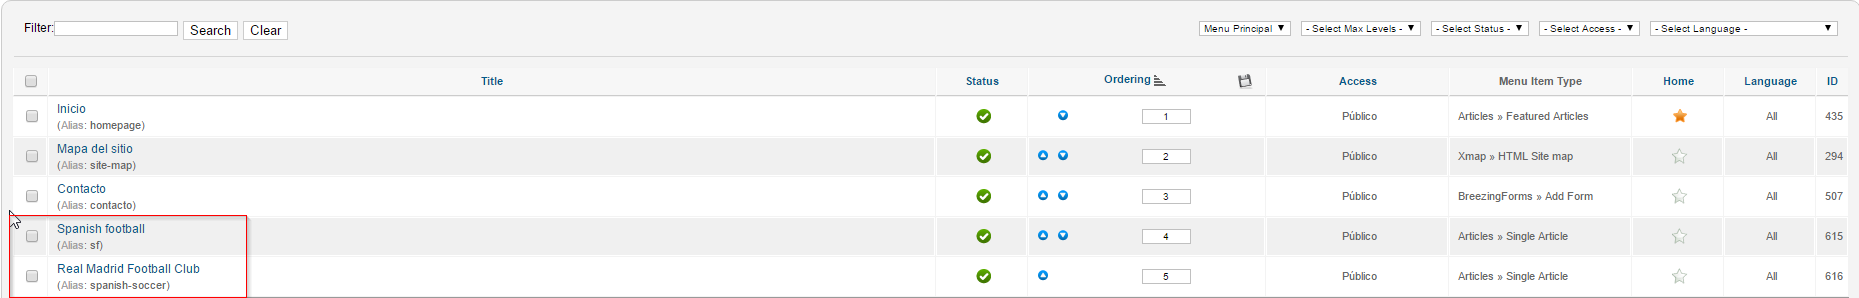 Filter: Search Clear Menu Principal - Select Max Levels - - Select Status - - Select Access - - Select Language -
Title Status Ordering Access Menu Item Type Home Language ID
Inicio
(Alias: homepage) 1 Público Articles » Featured Articles All 435
Mapa del sitio
(Alias: site-map) 2 Público Xmap » HTML Site map All 294
Contacto
(Alias: contacto) 3 Público BreezingForms » Add Form All 507
Spanish football
(Alias: sf) 4 Público Articles » Single Article All 615
Real Madrid Football Club
(Alias: spanish-soccer) 5 Público Articles » Single Article All 616